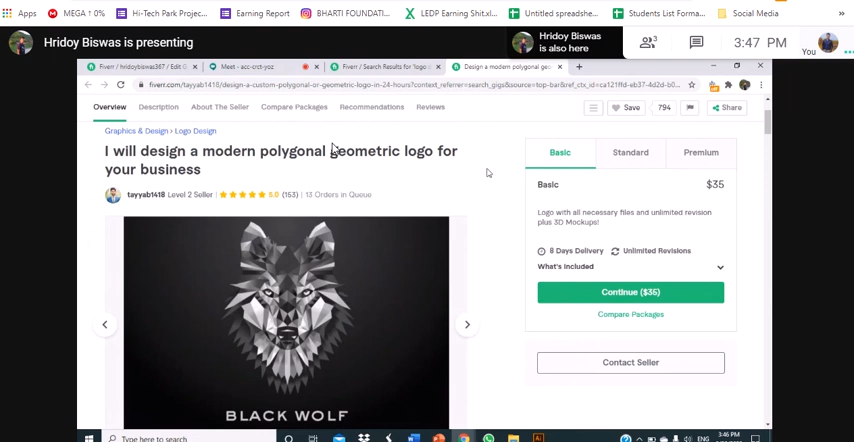 Apps
MEGA ↑ 0%
Hi-Tech Park Projec...
Earning Report
BHARTI FOUNDATI...
LEDP Earning Shit.xl...
Untitled spreadshe...
Students List Forma...
Social Media
Hridoy Biswas is presenting
Hridoy Biswas
is also here
3
3:47 PM
You
Fiverr / hridoybiswas367 / Edit G
Meet - acc-crct-yoz
Fiverr / Search Results for 'logo d
Design a modern polygonal geo
fiverr.com/tayyab1418/design-a-custom-polygonal-or-geometric-logo-in-24-hours?context_referrer=search_gigs&source=top-bar&ref_ctx_id=ca121ffd-eb37-4d2d-b0...
Overview
Description
About The Seller
Compare Packages
Recommendations
Reviews
Save
794
Share
Graphics & Design › Logo Design
I will design a modern polygonal geometric logo for
your business
tayyab1418 Level 2 Seller | 5.0 (153) | 13 Orders in Queue
BLACK WOLF
Basic
Standard
Premium
Basic
$35
Logo with all necessary files and unlimited revision
plus 3D Mockups!
8 Days Delivery
Unlimited Revisions
What's Included
Continue ($35)
Compare Packages
Contact Seller
Type here to search
ENG
3:46 PM